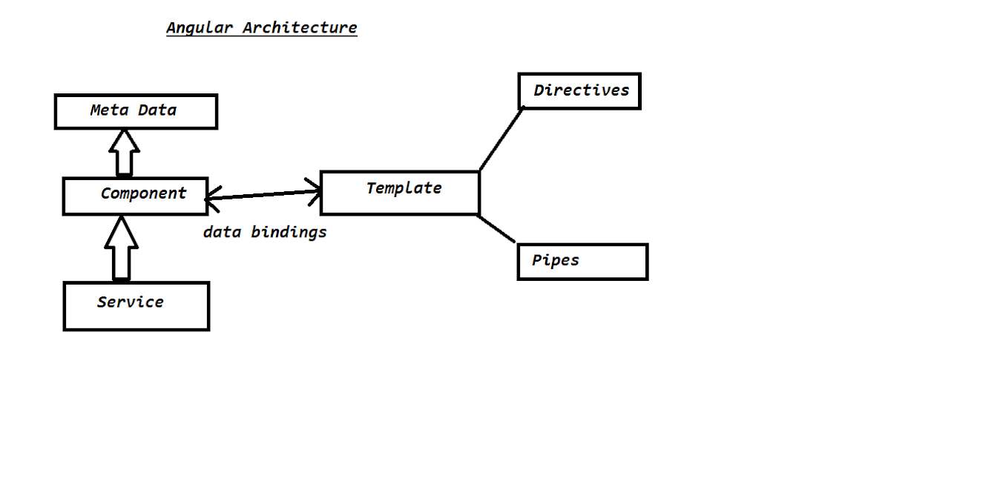 Angular Architecture
Directives
Meta Data
Component
Template
data bindings
Pipes
Service